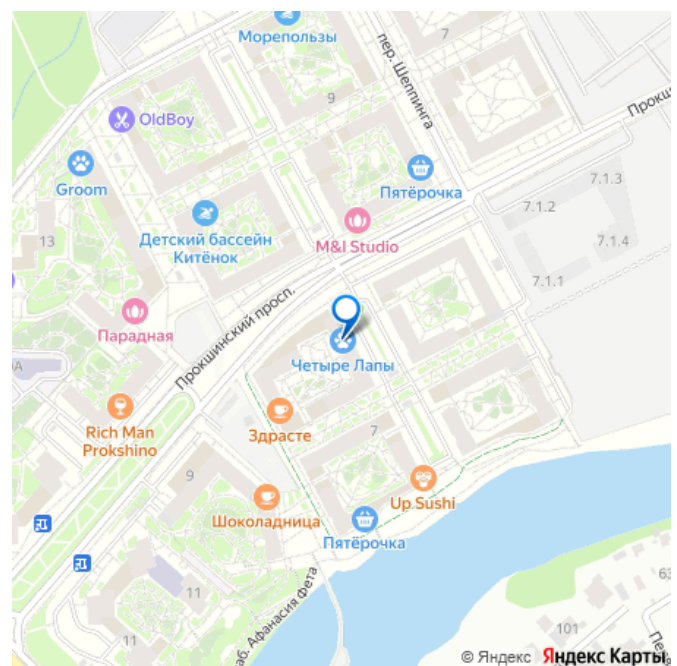 Морепользы
пер. Шеппинга
7
9
OldBoy
Groom
Пятёрочка
7.1.3
7.1.2
7.1.4
Детский бассейн
Китёнок
M&I Studio
13
7.1.1
Прокшинский просп.
Парадная
Четыре Лапы
Rich Man
Prokshino
Здрасте
7
9
Up Sushi
Шоколадница
Пятёрочка
11
11
аб. Афанасия Фета
101
63
© Яндекс Яндекс Карты